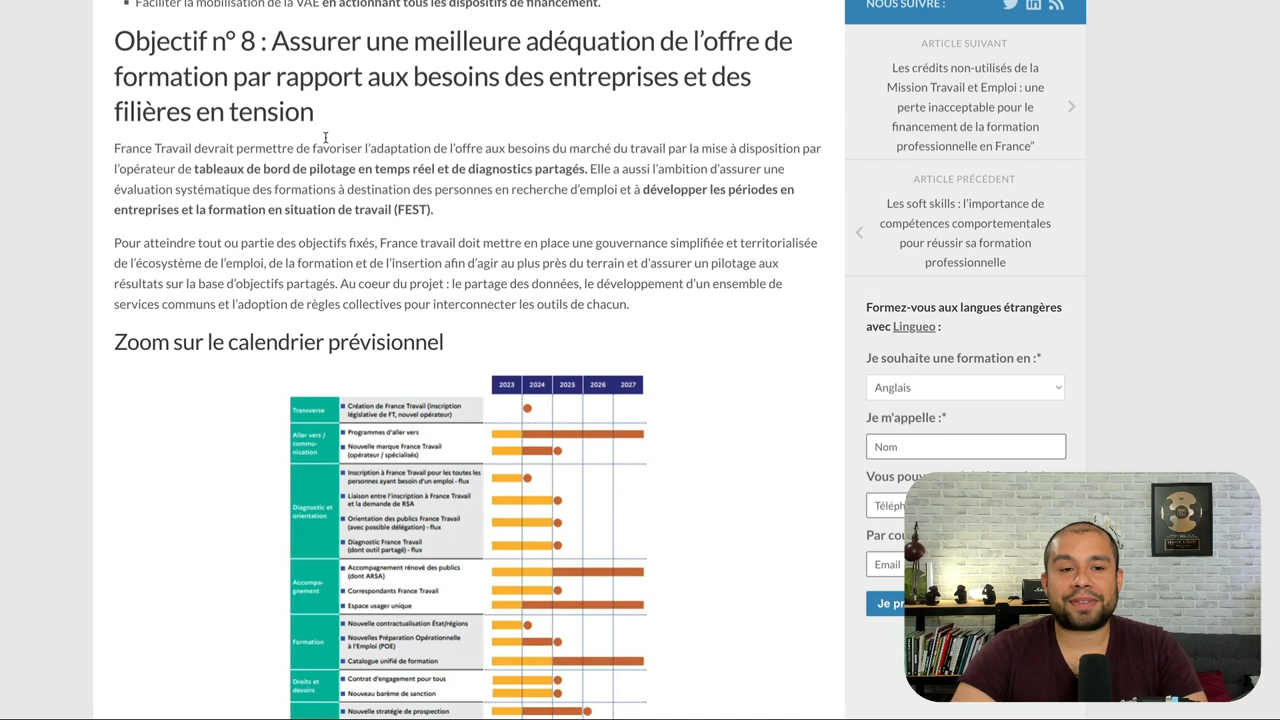 Faciliter la mobilisation de la VAE en actionnant tous les dispositifs de financement.
Objectif n° 8 : Assurer une meilleure adéquation de l’offre de
formation par rapport aux besoins des entreprises et des
filières en tension
France Travail devrait permettre de favoriser l’adaptation de l’offre aux besoins du marché du travail par la mise à disposition par
l’opérateur de tableaux de bord de pilotage en temps réel et de diagnostics partagés. Elle a aussi l’ambition d’assurer une
évaluation systématique des formations à destination des personnes en recherche d’emploi et à développer les périodes en
entreprises et la formation en situation de travail (FEST).
Pour atteindre tout ou partie des objectifs fixés, France travail doit mettre en place une gouvernance simplifiée et territorialisée
de l’écosystème de l’emploi, de la formation et de l’insertion afin d’agir au plus près du terrain et d’assurer un pilotage aux
résultats sur la base d’objectifs partagés. Au coeur du projet : le partage des données, le développement d’un ensemble de
services communs et l’adoption de règles collectives pour interconnecter les outils de chacun.
Zoom sur le calendrier prévisionnel
2023 2024 2025 2026 2027
Transverse
Création de France Travail (inscription
législative de FT, nouvel opérateur)
Aller vers /
commu-
nication
Programmes d'aller vers
Nouvelle marque France Travail
(opérateur / spécialisés)
Diagnostic et
orientation
Inscription à France Travail pour les toutes les
personnes ayant besoin d'un emploi - flux
Liaison entre l'inscription à France Travail
et la demande de RSA
Orientation des publics France Travail
(avec possible délégation) - flux
Diagnostic France Travail
(dont outil partagé) - flux
Accompa-
gnement
Accompagnement rénové des publics
(dont ARSA)
Correspondants France Travail
Espace usager unique
Formation
Nouvelle contractualisation État/régions
Nouvelles Préparation Opérationnelle
à l'Emploi (POE)
Catalogue unifié de formation
Droits et
devoirs
Contrat d'engagement pour tous
Nouveau barème de sanction
Nouvelle stratégie de prospection
NOUS SUIVRE :
ARTICLE SUIVANT
Les crédits non-utilisés de la
Mission Travail et Emploi : une
perte inacceptable pour le
financement de la formation
professionnelle en France”
ARTICLE PRÉCÉDENT
Les soft skills : l’importance de
compétences comportementales
pour réussir sa formation
professionnelle
Formez-vous aux langues étrangères
avec Lingueo :
Je souhaite une formation en :*
Anglais
Je m'appelle :*
Nom
Vous pou
Téléph
Par cou
Email
Je pr